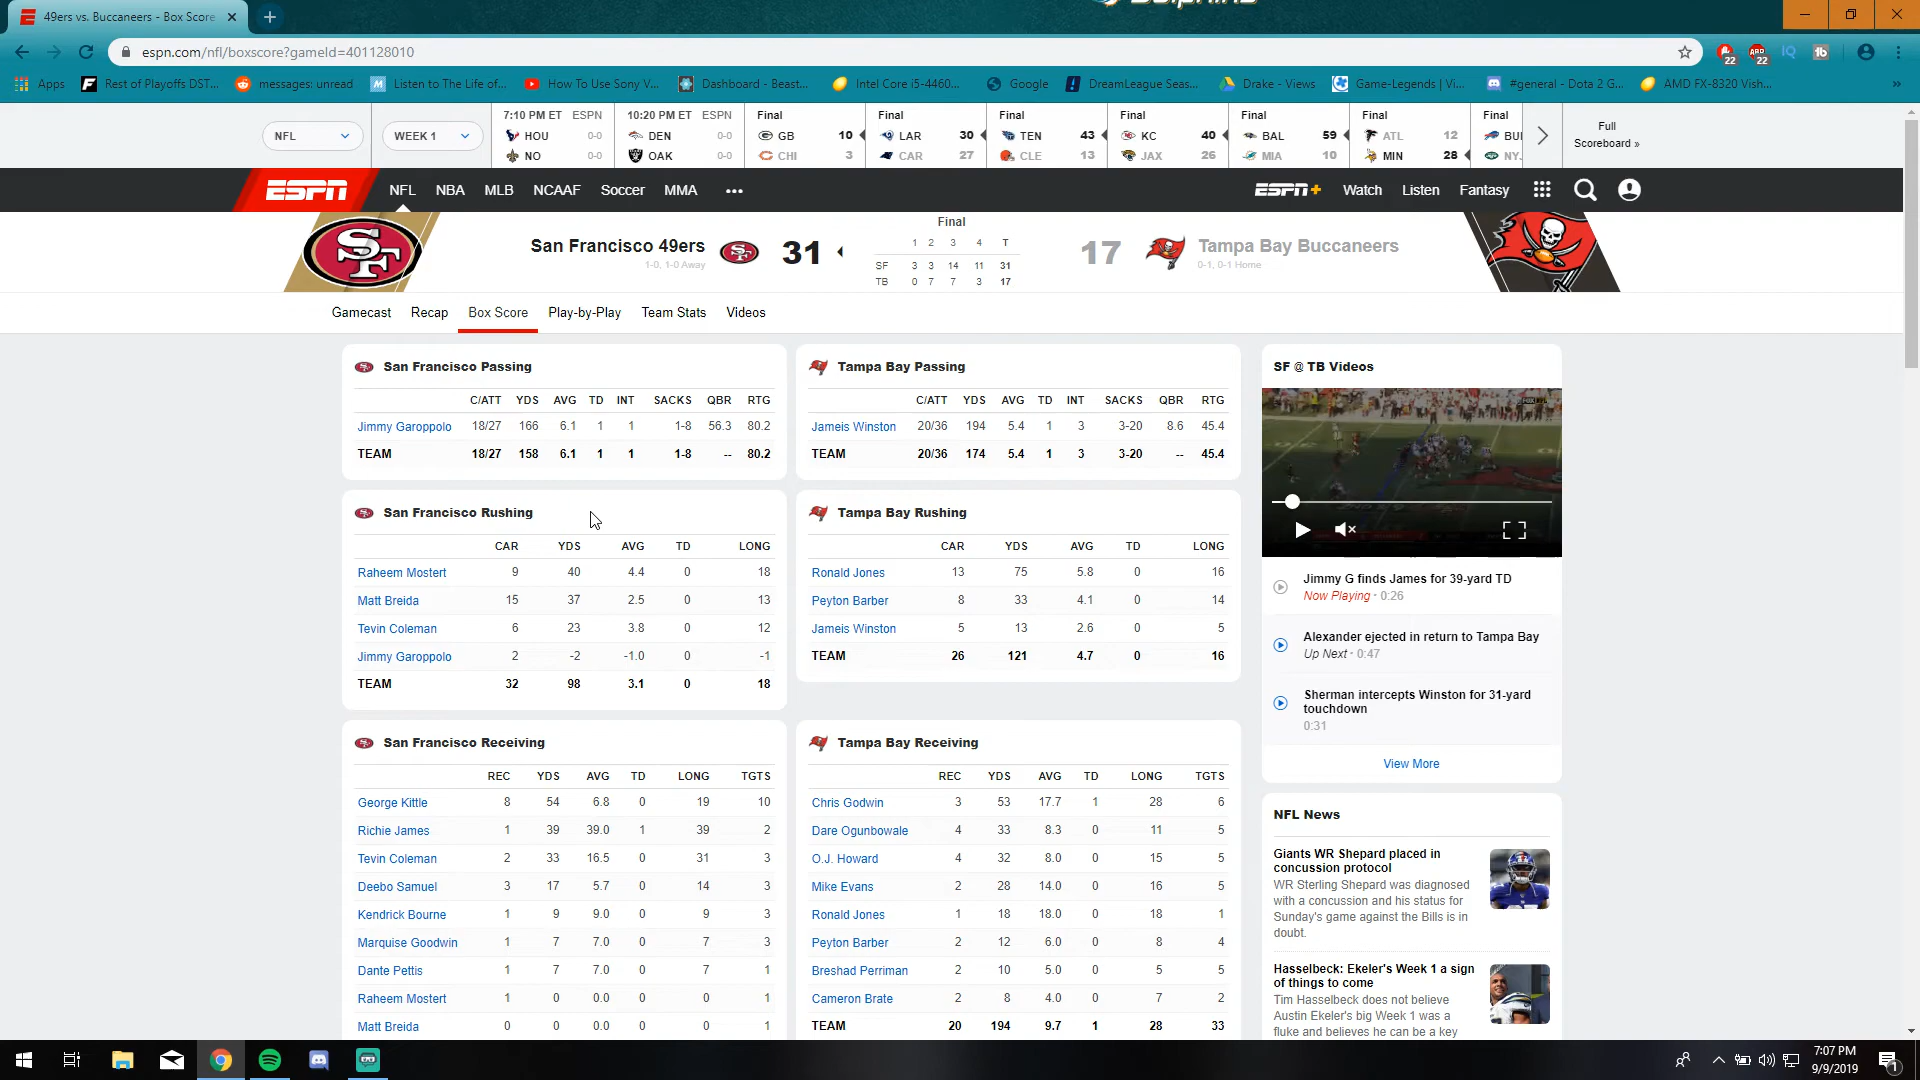 Dolphins
49ers vs. Buccaneers - Box Score
espn.com/nfl/boxscore?gameId=401128010
22 22
Apps Rest of Playoffs DST... messages: unread Listen to The Life of... How To Use Sony V... Dashboard - Beast... Intel Core i5-4460... Google DreamLeague Seas... Drake - Views Game-Legends | Vi... #general - Dota 2 G... AMD FX-8320 Vish... »
NFL WEEK 1
7:10 PM ET ESPN
HOU 0-0
NO 0-0
10:20 PM ET ESPN
DEN 0-0
OAK 0-0
Final
GB 10
CHI 3
Final
LAR 30
CAR 27
Final
TEN 43
CLE 13
Final
KC 40
JAX 26
Final
BAL 59
MIA 10
Final
ATL 12
MIN 28
Final
BUI
NY.
Full
Scoreboard »
ESPN NFL NBA MLB NCAAF Soccer MMA ••• ESPN+ Watch Listen Fantasy
San Francisco 49ers
1-0, 1-0 Away
31
Final
1 2 3 4 T
SF 3 3 14 11 31
TB 0 7 7 3 17
17
Tampa Bay Buccaneers
0-1, 0-1 Home
Gamecast Recap Box Score Play-by-Play Team Stats Videos
San Francisco Passing
C/ATT YDS AVG TD INT SACKS QBR RTG
Jimmy Garoppolo 18/27 166 6.1 1 1 1-8 56.3 80.2
TEAM 18/27 158 6.1 1 1 1-8 -- 80.2
Tampa Bay Passing
C/ATT YDS AVG TD INT SACKS QBR RTG
Jameis Winston 20/36 194 5.4 1 3 3-20 8.6 45.4
TEAM 20/36 174 5.4 1 3 3-20 -- 45.4
San Francisco Rushing
CAR YDS AVG TD LONG
Raheem Mostert 9 40 4.4 0 18
Matt Breida 15 37 2.5 0 13
Tevin Coleman 6 23 3.8 0 12
Jimmy Garoppolo 2 -2 -1.0 0 -1
TEAM 32 98 3.1 0 18
Tampa Bay Rushing
CAR YDS AVG TD LONG
Ronald Jones 13 75 5.8 0 16
Peyton Barber 8 33 4.1 0 14
Jameis Winston 5 13 2.6 0 5
TEAM 26 121 4.7 0 16
San Francisco Receiving
REC YDS AVG TD LONG TGTS
George Kittle 8 54 6.8 0 19 10
Richie James 1 39 39.0 1 39 2
Tevin Coleman 2 33 16.5 0 31 3
Deebo Samuel 3 17 5.7 0 14 3
Kendrick Bourne 1 9 9.0 0 9 3
Marquise Goodwin 1 7 7.0 0 7 3
Dante Pettis 1 7 7.0 0 7 1
Raheem Mostert 1 0 0.0 0 0 1
Matt Breida 0 0 0.0 0 0 1
Tampa Bay Receiving
REC YDS AVG TD LONG TGTS
Chris Godwin 3 53 17.7 1 28 6
Dare Ogunbowale 4 33 8.3 0 11 5
O.J. Howard 4 32 8.0 0 15 5
Mike Evans 2 28 14.0 0 16 5
Ronald Jones 1 18 18.0 0 18 1
Peyton Barber 2 12 6.0 0 8 4
Breshad Perriman 2 10 5.0 0 5 5
Cameron Brate 2 8 4.0 0 7 2
TEAM 20 194 9.7 1 28 33
SF @ TB Videos
Jimmy G finds James for 39-yard TD
Now Playing • 0:26
Alexander ejected in return to Tampa Bay
Up Next • 0:47
Sherman intercepts Winston for 31-yard
touchdown
0:31
View More
NFL News
Giants WR Shepard placed in
concussion protocol
WR Sterling Shepard was diagnosed
with a concussion and his status for
Sunday's game against the Bills is in
doubt.
Hasselbeck: Ekeler's Week 1 a sign
of things to come
Tim Hasselbeck does not believe
Austin Ekeler's big Week 1 was a
fluke and believes he can be a key
7:07 PM
9/9/2019
1